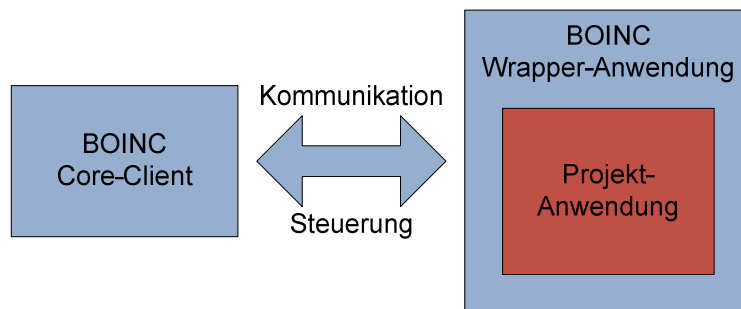 BOINC
Core-Client
Kommunikation
Steuerung
BOINC
Wrapper-Anwendung
Projekt-
Anwendung